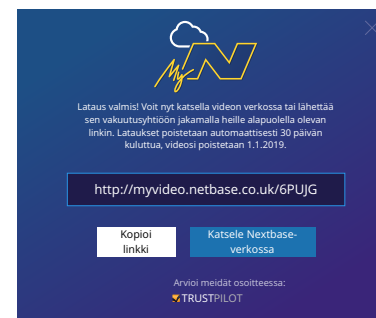 My N
Lataus valmis! Voit nyt katsella videon verkossa tai lähettää
sen vakuutusyhtiöön jakamalla heille alapuolella olevan
linkin. Lataukset poistetaan automaattisesti 30 päivän
kuluttua, videosi poistetaan 1.1.2019.
http://myvideo.netbase.co.uk/6PUJG
Kopioi
linkki
Katsele Nextbase-
verkossa
Arvioi meidät osoitteessa:
TRUSTPILOT